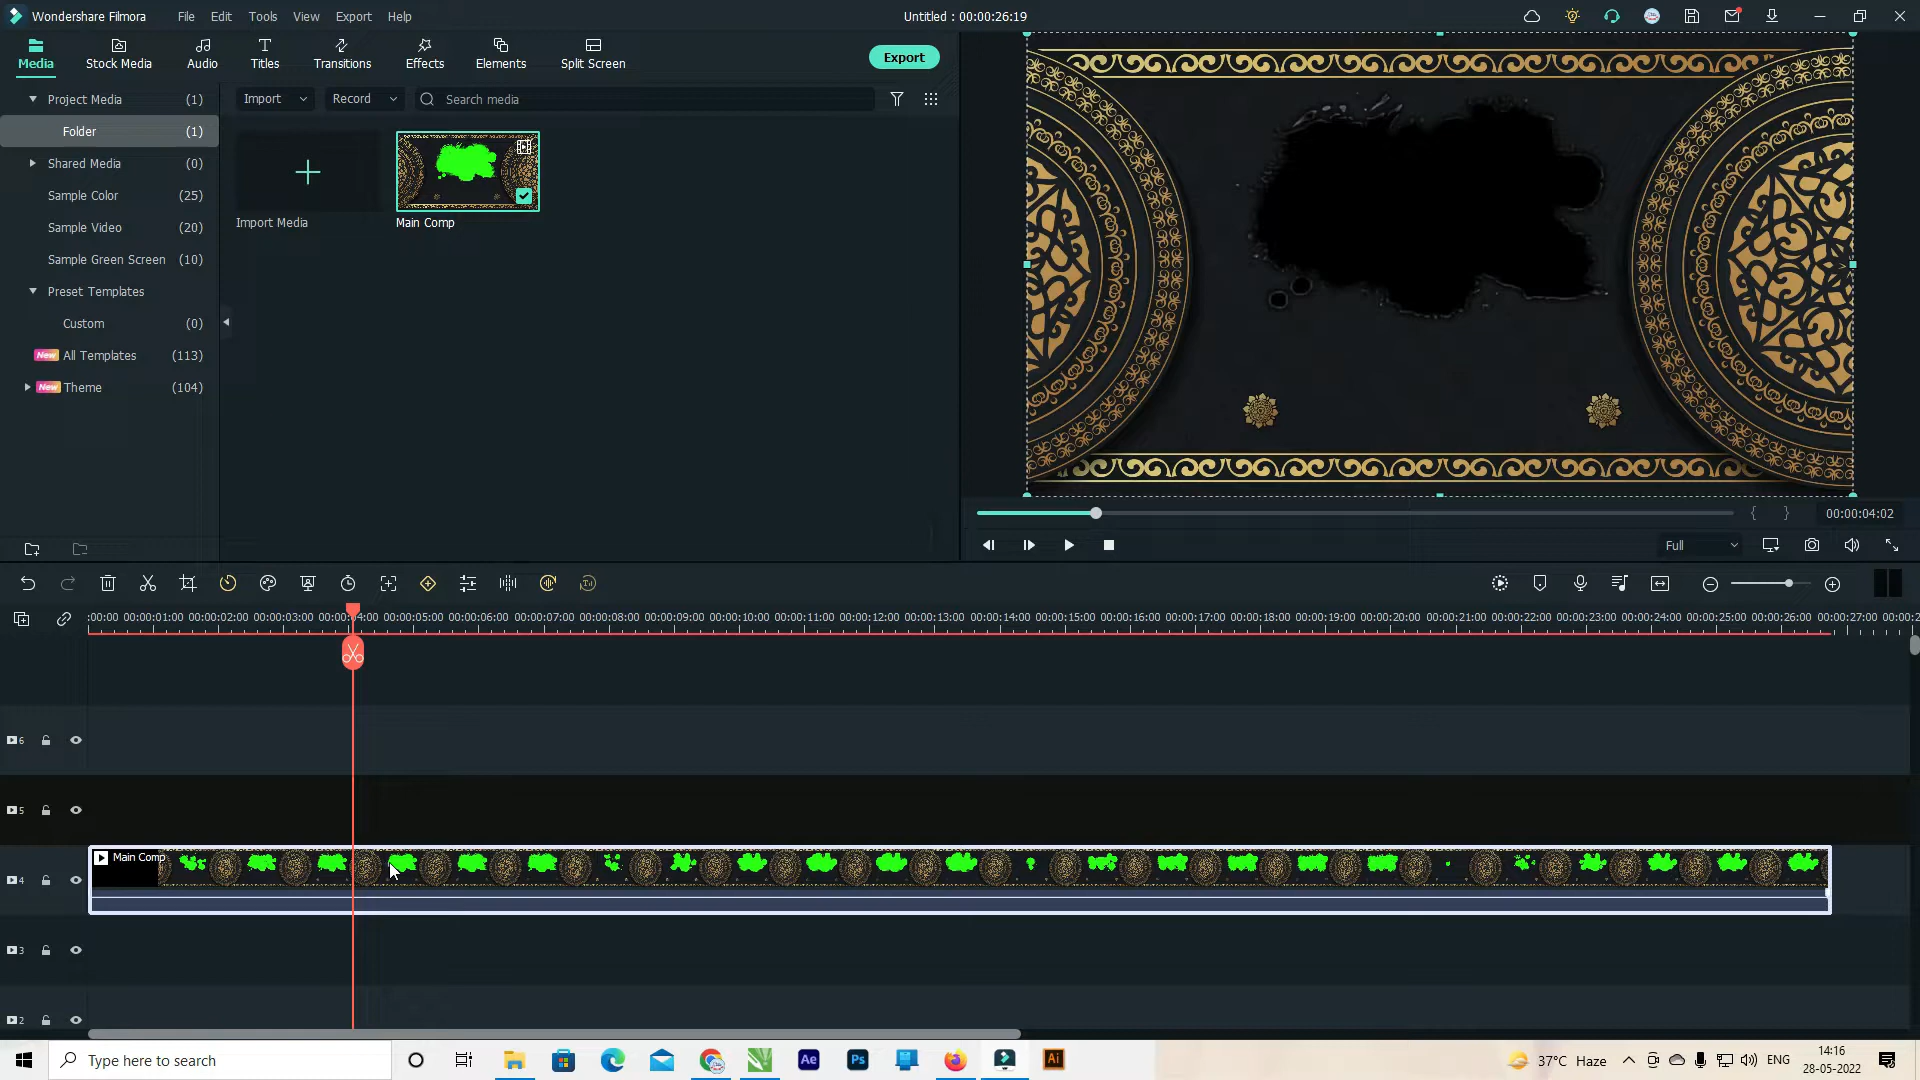 Wondershare Filmora File Edit Tools View Export Help Untitled : 00:00:26:19
Media Stock Media Audio Titles Transitions Effects Elements Split Screen Export
Project Media (1) Import Record Search media
Folder (1)
Shared Media (0)
Sample Color (25)
Import Media Main Comp
Sample Video (20)
Sample Green Screen (10)
Preset Templates
Custom (0)
New All Templates (113)
New Theme (104)
{ } 00:00:04:02
Full
:00:00 00:00:01:00 00:00:02:00 00:00:03:00 00:00:04:00 00:00:05:00 00:00:06:00 00:00:07:00 00:00:08:00 00:00:09:00 00:00:10:00 00:00:11:00 00:00:12:00 00:00:13:00 00:00:14:00 00:00:15:00 00:00:16:00 00:00:17:00 00:00:18:00 00:00:19:00 00:00:20:00 00:00:21:00 00:00:22:00 00:00:23:00 00:00:24:00 00:00:25:00 00:00:26:00 00:00:27:00 00:00:2
6
5
Main Comp
4
3
2
Type here to search Ae Ps Ai 37°C Haze ENG 14:16
28-05-2022